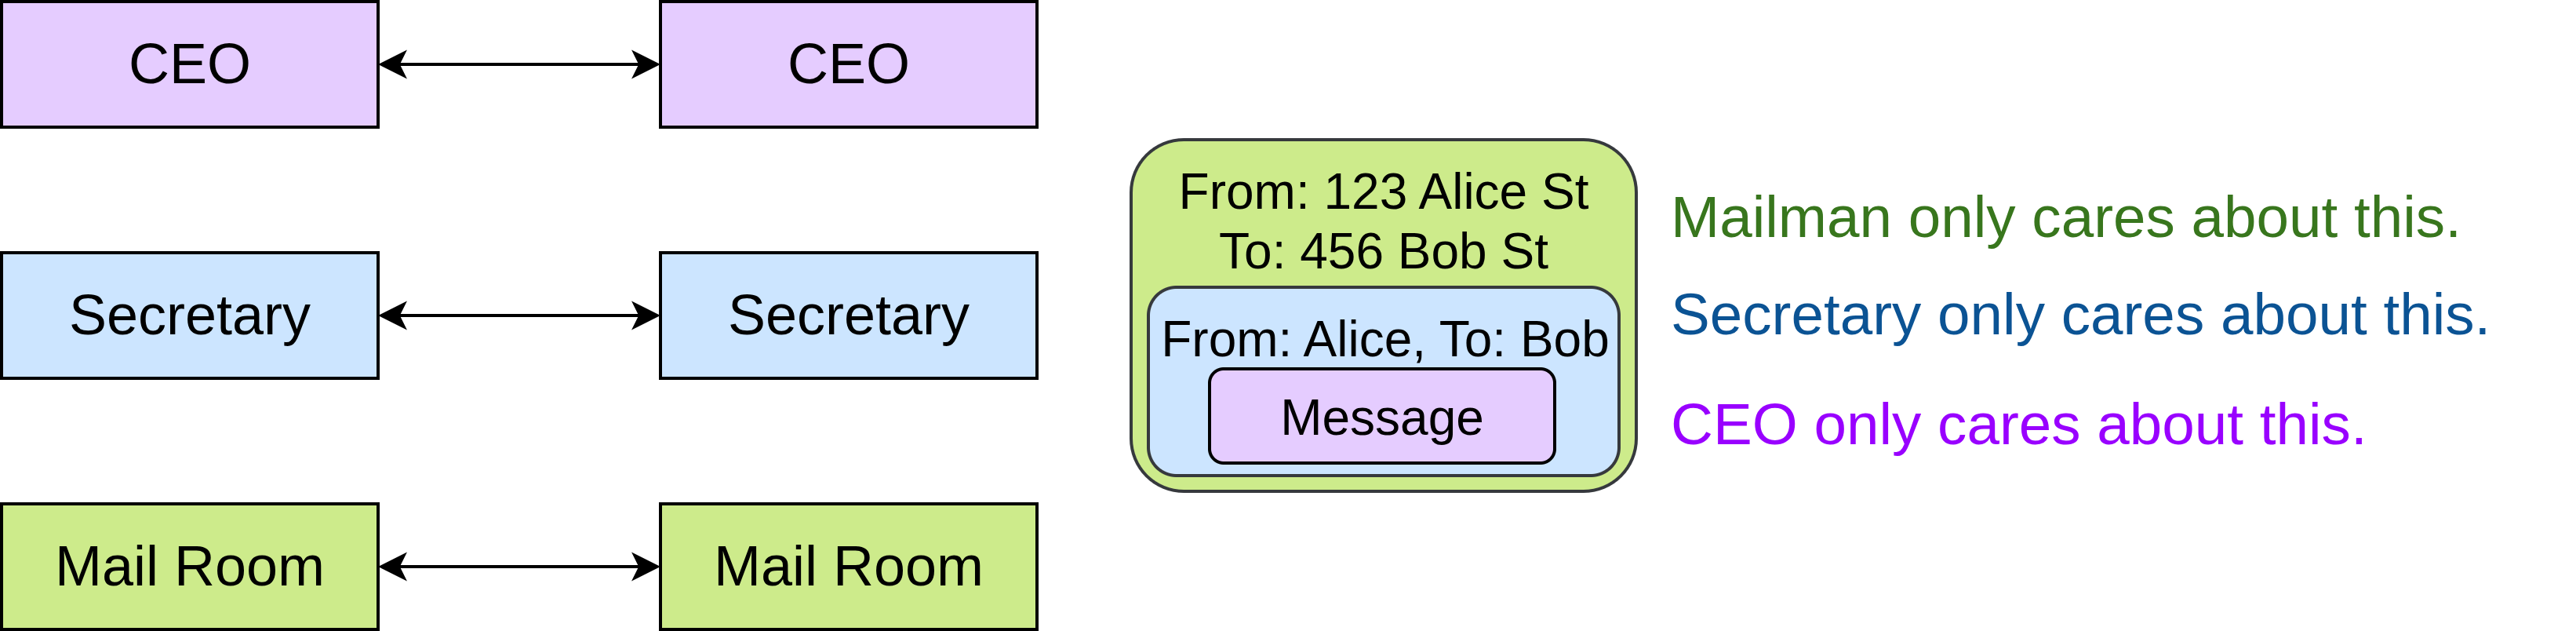 CEO
CEO
Secretary
Secretary
Mail Room
Mail Room
From: 123 Alice St
To: 456 Bob St
From: Alice, To: Bob
Message
Mailman only cares about this.
Secretary only cares about this.
CEO only cares about this.